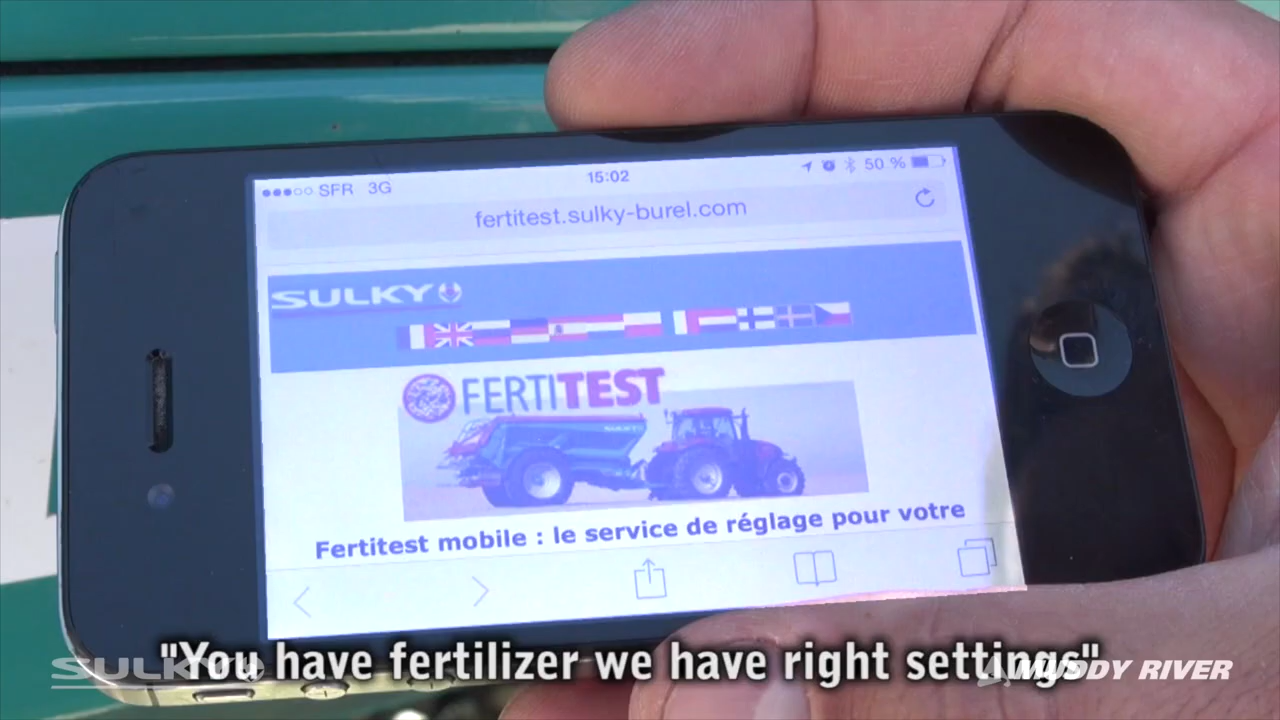 SFR 3G
15:02
50 %
fertitest.sulky-burel.com
SULKY
FERTITEST
SULKY
Fertitest mobile : le service de réglage pour votre
"You have fertilizer we have right settings"
SULKY
MUDDY RIVER